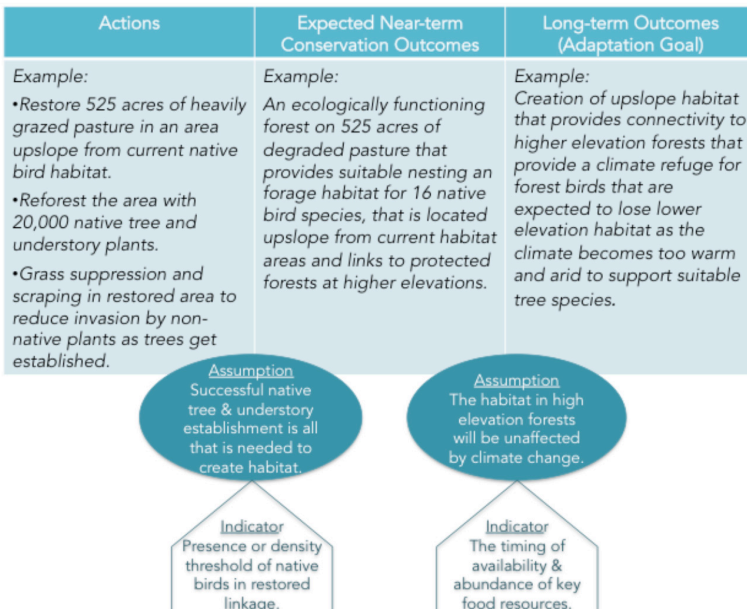 Actions
Expected Near-term
Conservation Outcomes
Long-term Outcomes
(Adaptation Goal)
Example:
•Restore 525 acres of heavily
grazed pasture in an area
upslope from current native
bird habitat.
•Reforest the area with
20,000 native tree and
understory plants.
•Grass suppression and
scraping in restored area to
reduce invasion by non-
native plants as trees get
established.
Example:
An ecologically functioning
forest on 525 acres of
degraded pasture that
provides suitable nesting an
forage habitat for 16 native
bird species, that is located
upslope from current habitat
areas and links to protected
forests at higher elevations.
Example:
Creation of upslope habitat
that provides connectivity to
higher elevation forests that
provide a climate refuge for
forest birds that are
expected to lose lower
elevation habitat as the
climate becomes too warm
and arid to support suitable
tree species.
Assumption
Successful native
tree & understory
establishment is all
that is needed to
create habitat.
Assumption
The habitat in high
elevation forests
will be unaffected
by climate change.
Indicator
Presence or density
threshold of native
birds in restored
linkage.
Indicator
The timing of
availability &
abundance of key
food resources.